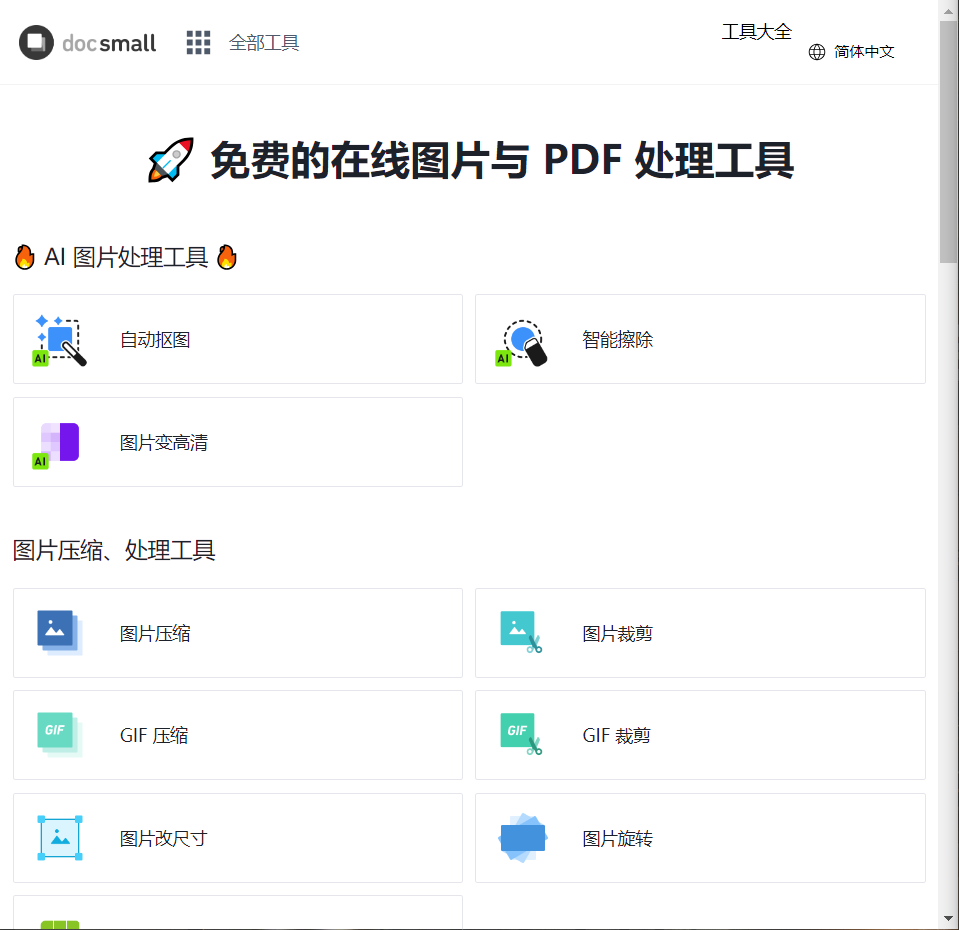 docsmall 全部工具 工具大全
简体中文
免费的在线图片与 PDF 处理工具
AI 图片处理工具
AI 自动抠图
AI 智能擦除
AI 图片变高清
图片压缩、处理工具
图片压缩
图片裁剪
GIF GIF 压缩
GIF GIF 裁剪
图片改尺寸
图片旋转